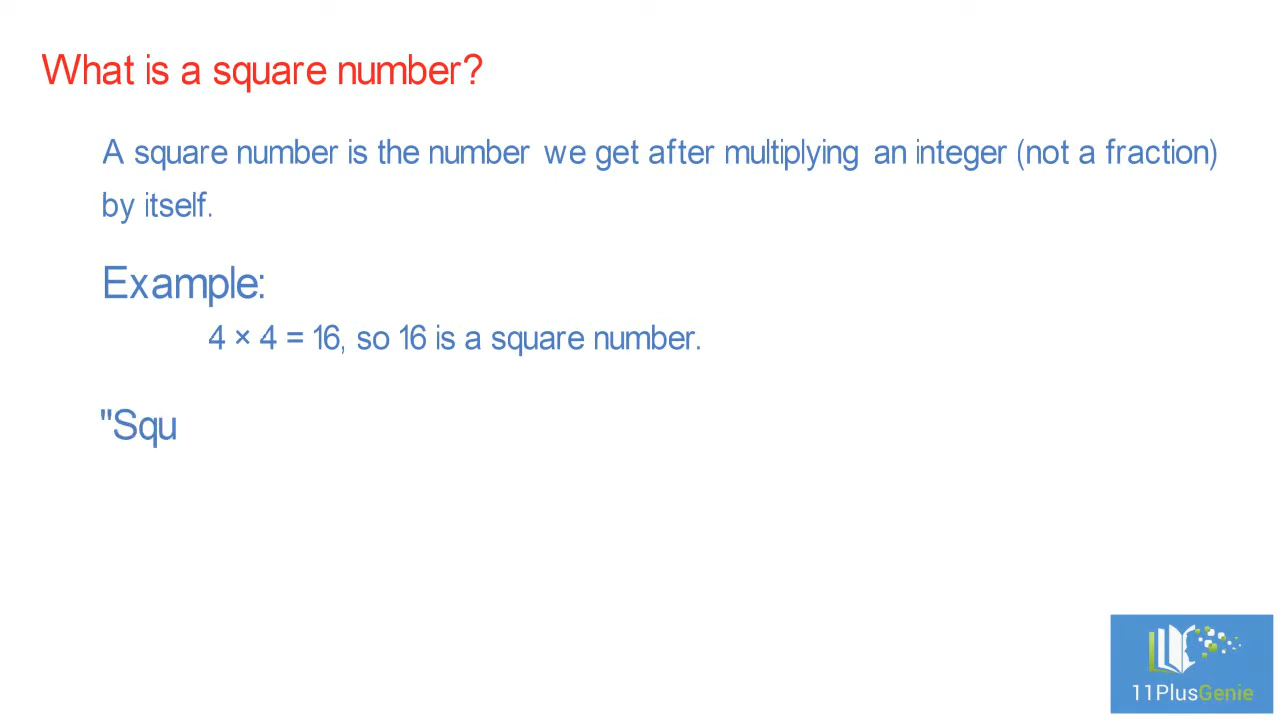 What is a square number?
A square number is the number we get after multiplying an integer (not a fraction)
by itself.
Example:
4 × 4 = 16, so 16 is a square number.
"Squ
11PlusGenie